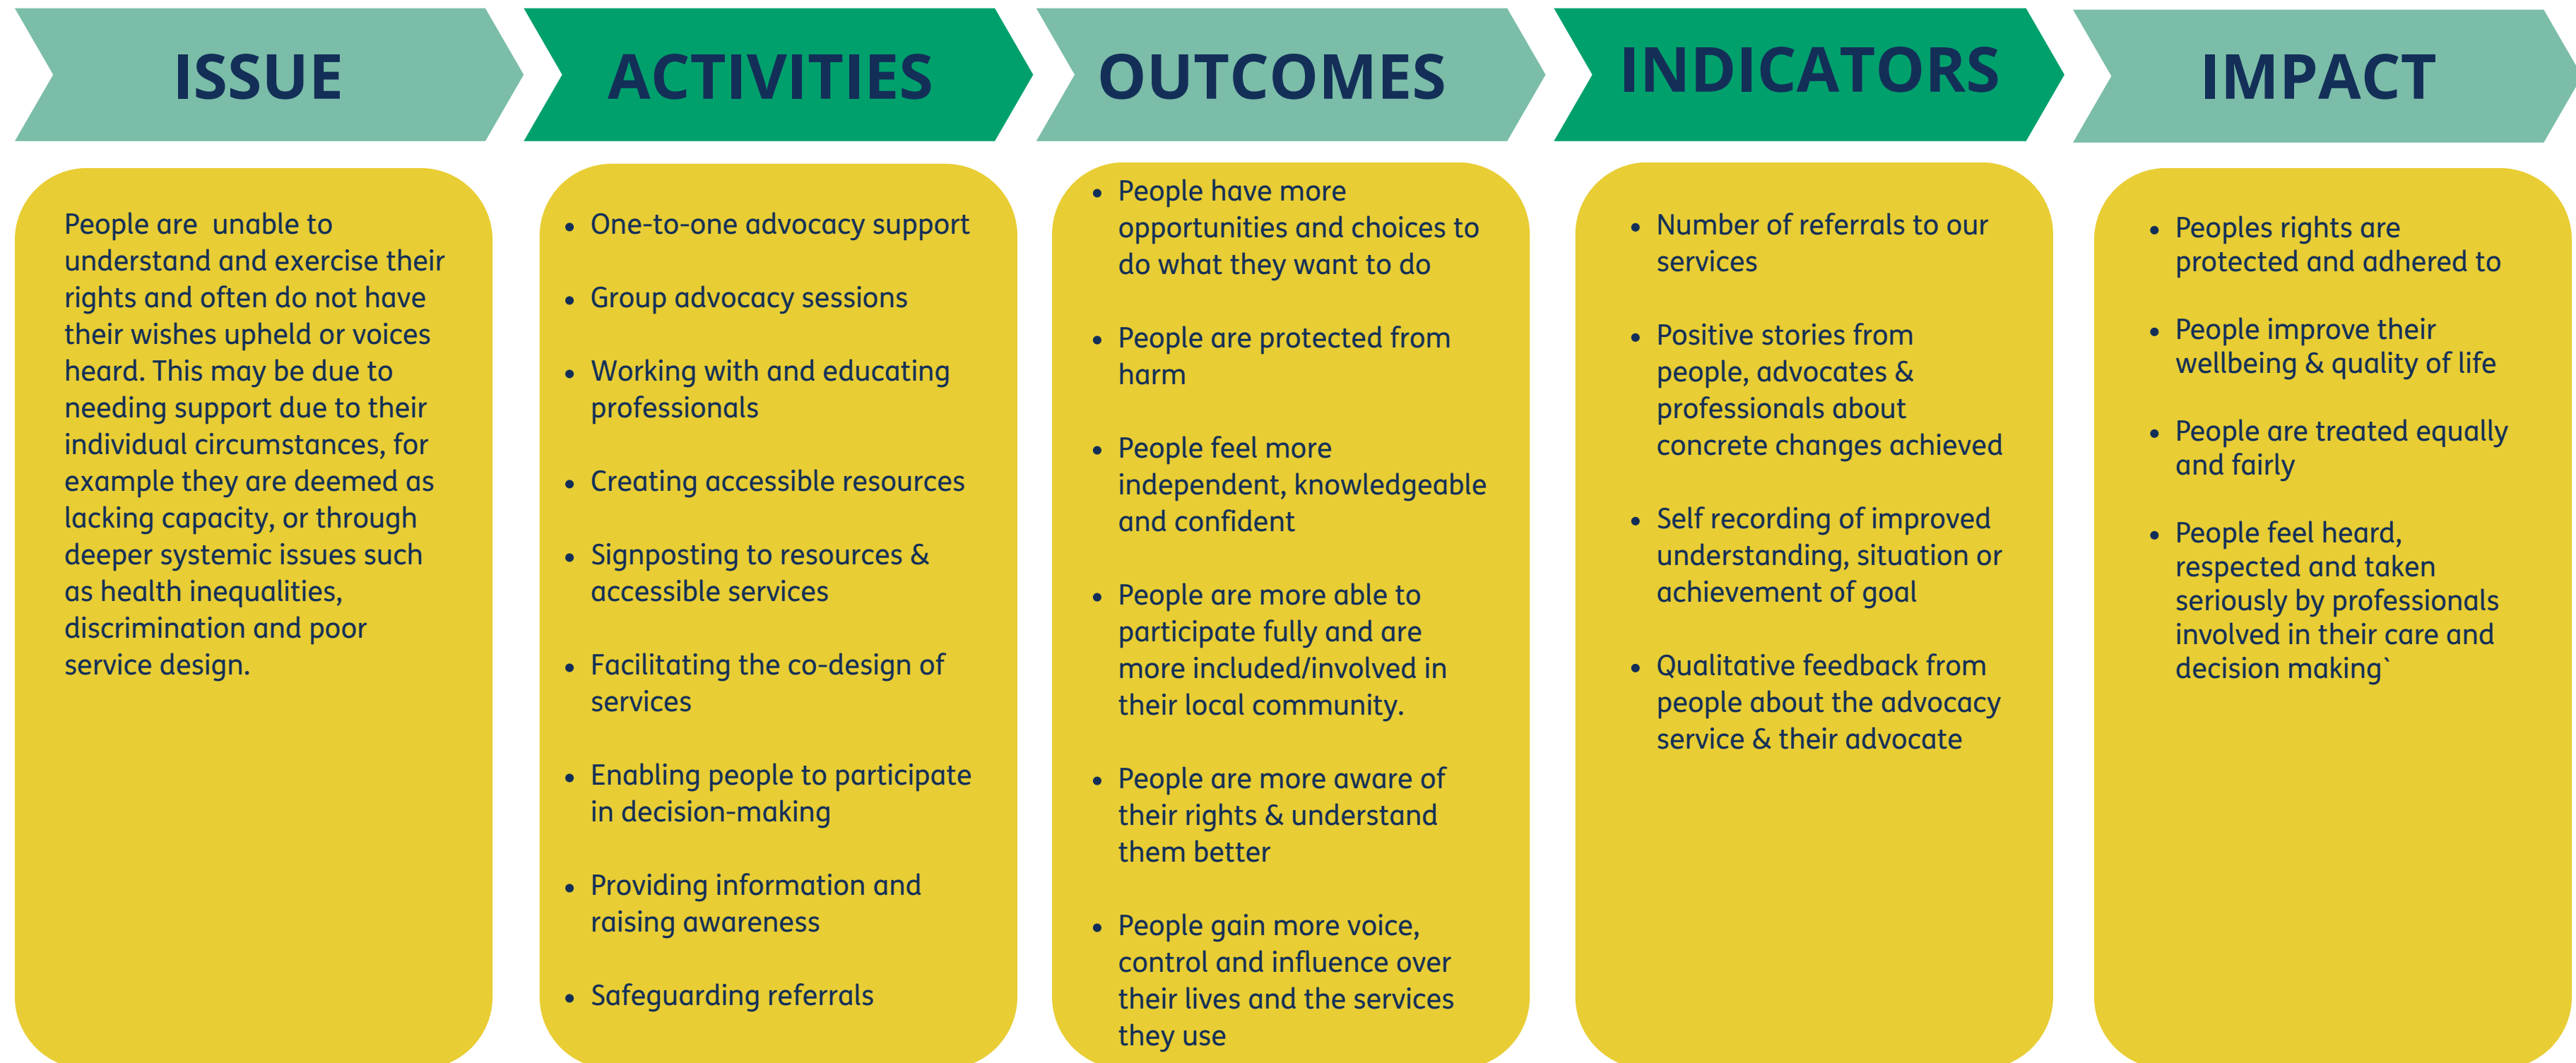 ISSUE
People are  unable to
understand and exercise their
rights and often do not have
their wishes upheld or voices
heard. This may be due to
needing support due to their
individual circumstances, for
example they are deemed as
lacking capacity, or through
deeper systemic issues such
as health inequalities,
discrimination and poor
service design.
ACTIVITIES
• One-to-one advocacy support
• Group advocacy sessions
• Working with and educating
professionals
• Creating accessible resources
• Signposting to resources &
accessible services
• Facilitating the co-design of
services
• Enabling people to participate
in decision-making
• Providing information and
raising awareness
• Safeguarding referrals
OUTCOMES
• People have more
opportunities and choices to
do what they want to do
• People are protected from
harm
• People feel more
independent, knowledgeable
and confident
• People are more able to
participate fully and are
more included/involved in
their local community.
• People are more aware of
their rights & understand
them better
• People gain more voice,
control and influence over
their lives and the services
they use
INDICATORS
• Number of referrals to our
services
• Positive stories from
people, advocates &
professionals about
concrete changes achieved
• Self recording of improved
understanding, situation or
achievement of goal
• Qualitative feedback from
people about the advocacy
service & their advocate
IMPACT
• Peoples rights are
protected and adhered to
• People improve their
wellbeing & quality of life
• People are treated equally
and fairly
• People feel heard,
respected and taken
seriously by professionals
involved in their care and
decision making`